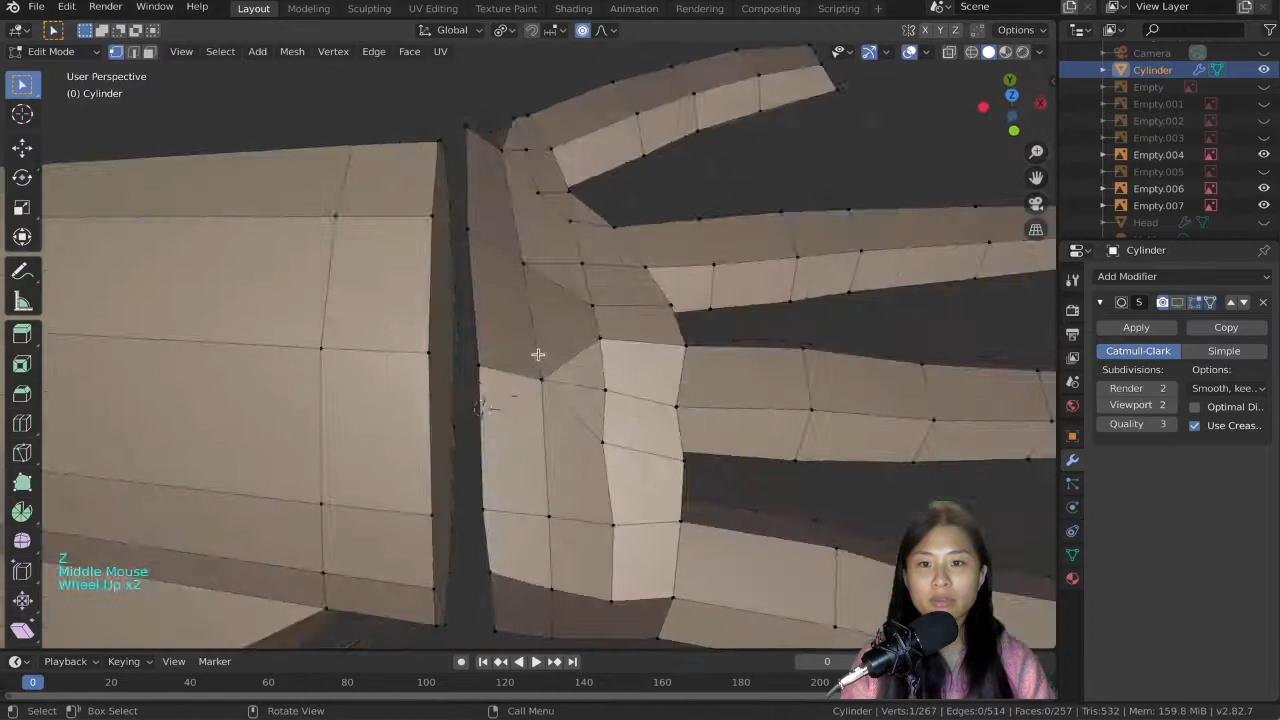 File Edit Render Window Help Layout Modeling Sculpting UV Editing Texture Paint Shading Animation Rendering Compositing Scripting Scene View Layer
Global X Y Z Options
Edit Mode View Select Add Mesh Vertex Edge Face UV
User Perspective
(0) Cylinder
Y
Z
X
Camera
Cylinder
Empty
Empty.001
Empty.002
Empty.003
Empty.004
Empty.005
Empty.006
Empty.007
Head
Cylinder
Add Modifier
S
Apply Copy
Catmull-Clark Simple
Subdivisions: Options:
Render 2 Smooth, kee..
Viewport 2 Optimal Di..
Quality 3 Use Creas..
Z
Middle Mouse
Wheel Up x2
Playback Keying View Marker 0
0 20 40 60 80 100 120 140 160 180 200
Select Box Select Rotate View Call Menu Cylinder | Verts:1/267 | Edges:0/514 | Faces:0/257 | Tris:532 | Mem: 159.8 MiB | v2.82.7